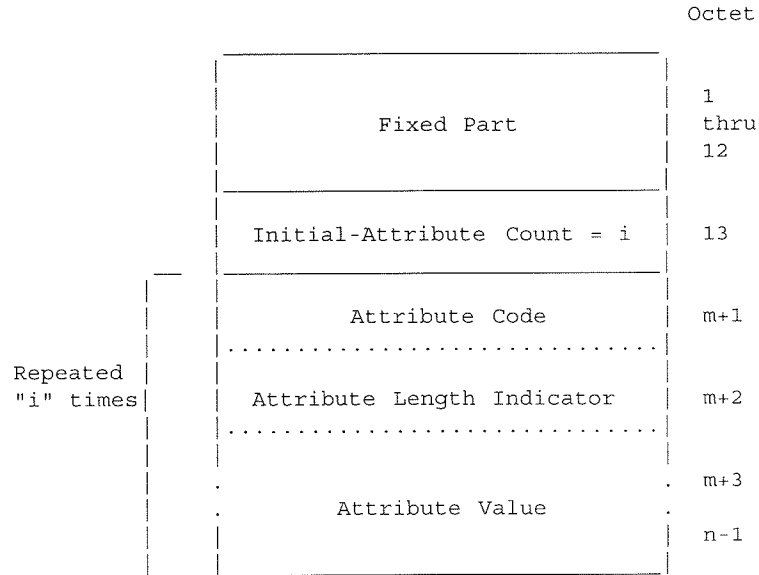 Octet
1
Fixed Part thru
12
Initial-Attribute Count = i 13
Attribute Code m+1
Repeated
"i" times Attribute Length Indicator m+2
m+3
Attribute Value
n-1